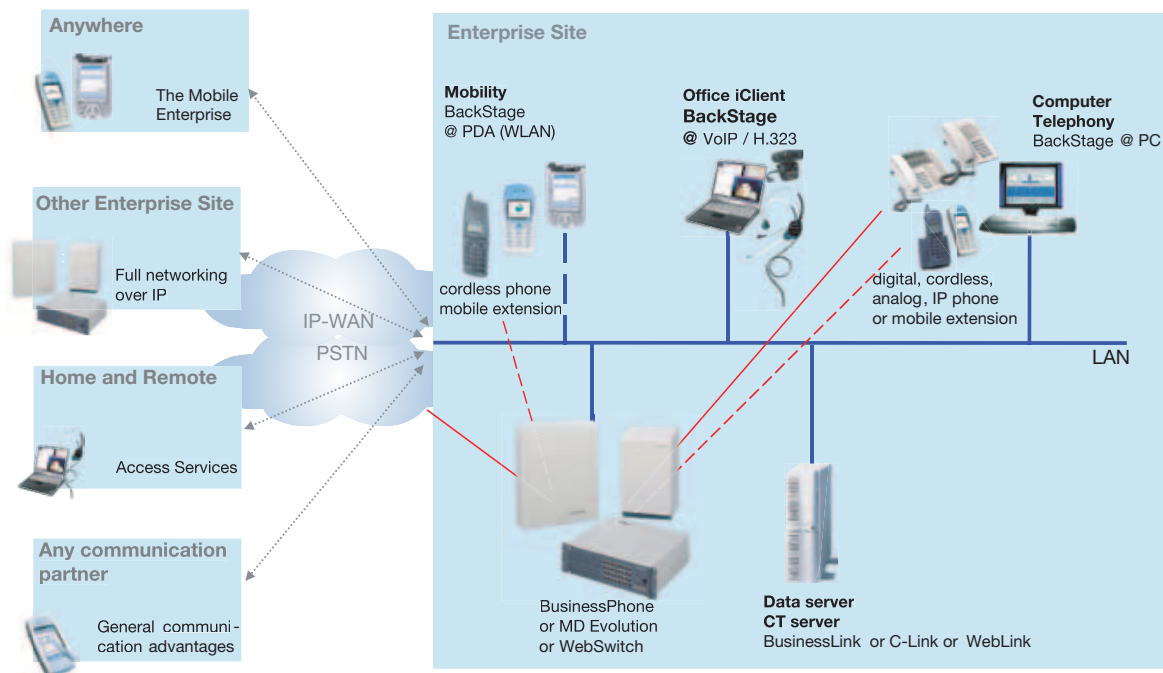 Anywhere
The Mobile
Enterprise
Other Enterprise Site
Full networking
over IP
Home and Remote
Access Services
Any communication
partner
General communi-
cation advantages
IP-WAN
PSTN
Enterprise Site
Mobility
BackStage
@ PDA (WLAN)
cordless phone
mobile extension
Office iClient
BackStage
@ VoIP / H.323
Computer
Telephony
BackStage @ PC
digital, cordless,
analog, IP phone
or mobile extension
LAN
BusinessPhone
or MD Evolution
or WebSwitch
Data server
CT server
BusinessLink or C-Link or WebLink